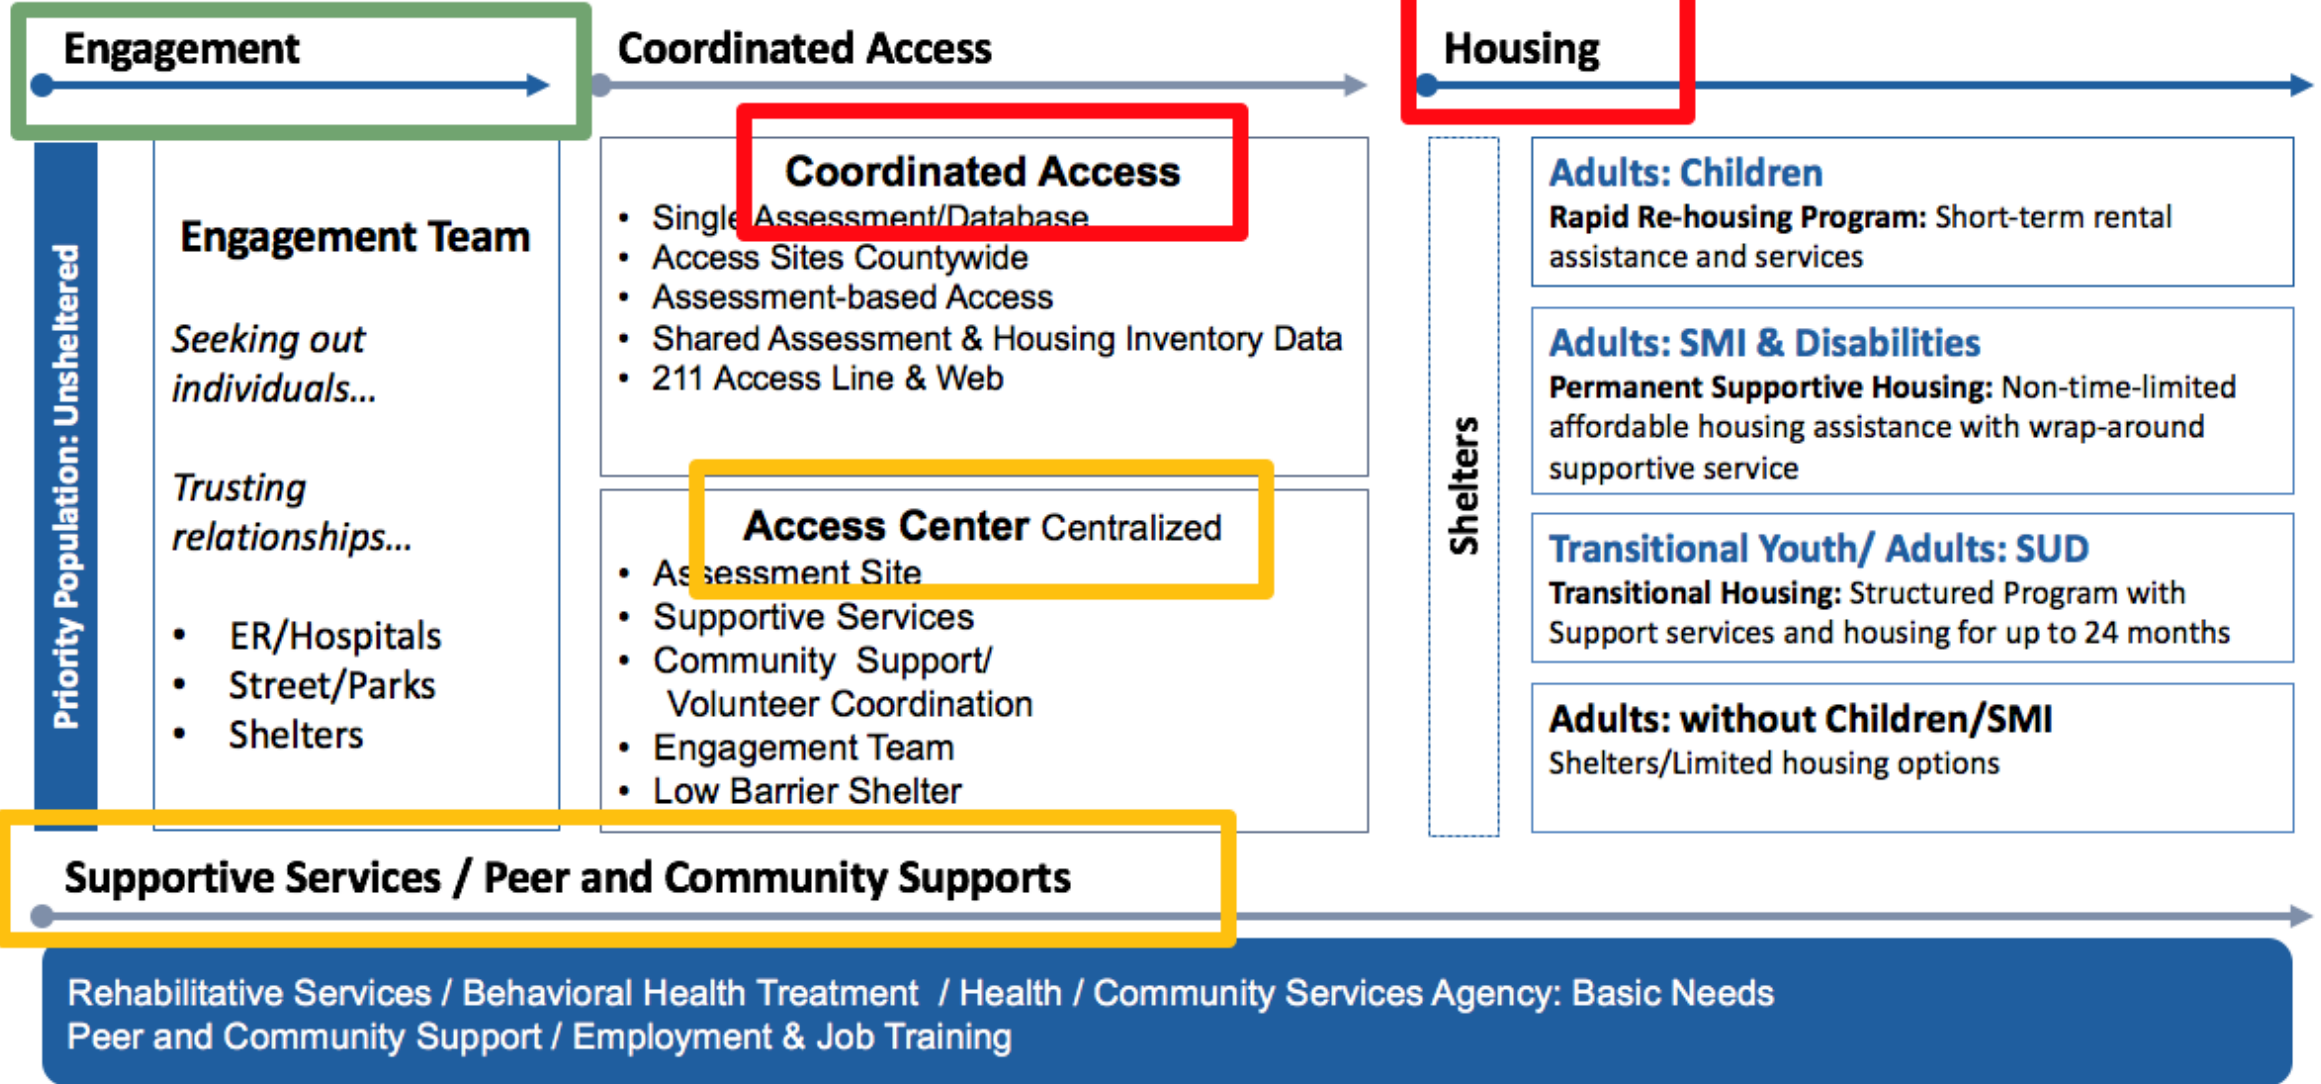 Engagement
Coordinated Access
Housing
Priority Population: Unsheltered
Engagement Team
Seeking out
individuals...
Trusting
relationships...
• ER/Hospitals
• Street/Parks
• Shelters
Coordinated Access
• Single Assessment/Database
• Access Sites Countywide
• Assessment-based Access
• Shared Assessment & Housing Inventory Data
• 211 Access Line & Web
Access Center Centralized
• Assessment Site
• Supportive Services
• Community Support/
Volunteer Coordination
• Engagement Team
• Low Barrier Shelter
Shelters
Adults: Children
Rapid Re-housing Program: Short-term rental
assistance and services
Adults: SMI & Disabilities
Permanent Supportive Housing: Non-time-limited
affordable housing assistance with wrap-around
supportive service
Transitional Youth/ Adults: SUD
Transitional Housing: Structured Program with
Support services and housing for up to 24 months
Adults: without Children/SMI
Shelters/Limited housing options
Supportive Services / Peer and Community Supports
Rehabilitative Services / Behavioral Health Treatment / Health / Community Services Agency: Basic Needs
Peer and Community Support / Employment & Job Training